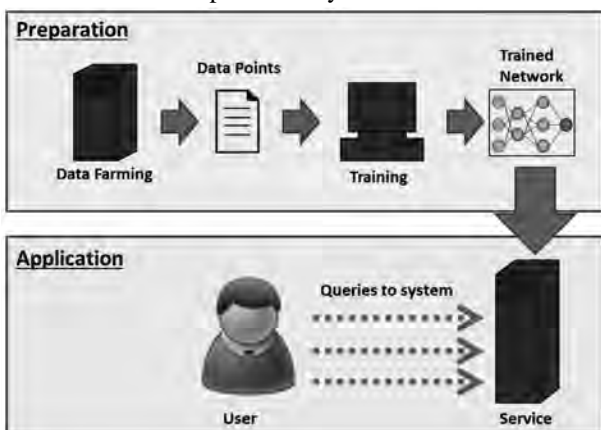 Preparation
Trained
Network
Data Points
Data Farming
Training
Application
Queries to system
User
Service